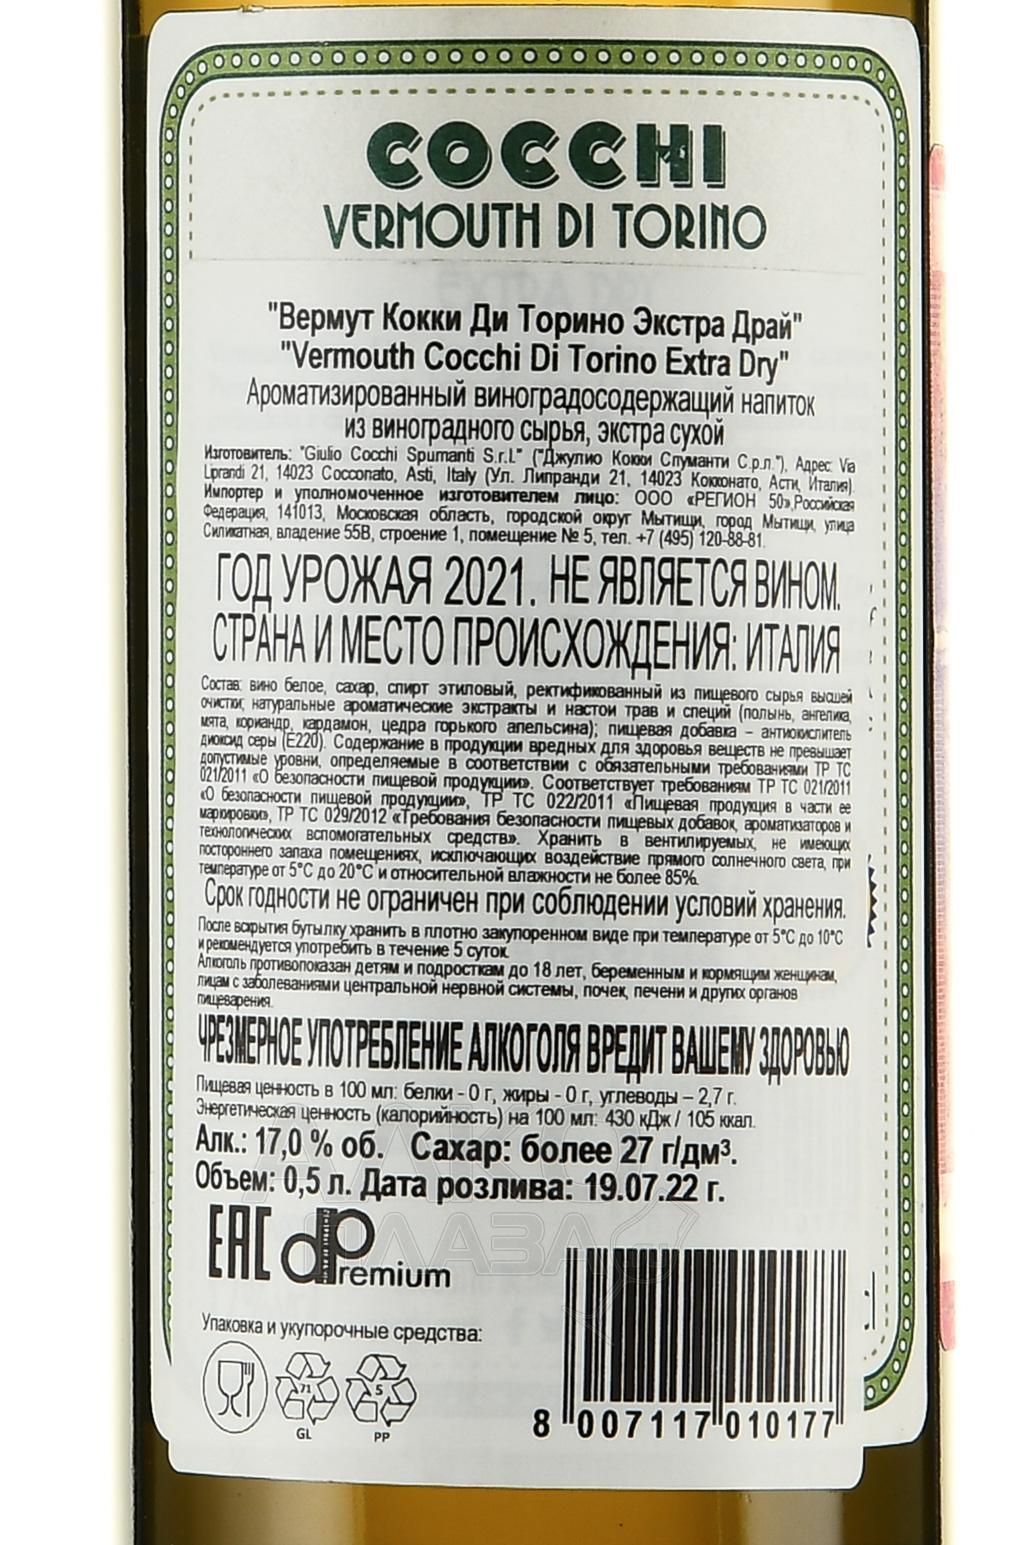 COCCHI
VERMOUTH DI TORINO
"Вермут Кокки Ди Торино Экстра Драй"
"Vermouth Cocchi Di Torino Extra Dry"
Ароматизированный виноградосодержащий напиток
из виноградного сырья, экстра сухой
Изготовитель: "Giulio Cocchi Spumanti S.r.l." ("Джулио Кокки Спуманти С.р.л."), Адрес: Via
Liprandi 21, 14023 Cocconato, Asti, Italy (Ул. Липранди 21, 14023 Кокконато, Асти, Италия).
Импортер и уполномоченное изготовителем лицо: ООО «РЕГИОН 50»,Российская
Федерация, 141013, Московская область, городской округ Мытищи, город Мытищи, улица
Силикатная, владение 55В, строение 1, помещение № 5, тел. +7 (495) 120-88-81.
ГОД УРОЖАЯ 2021. НЕ ЯВЛЯЕТСЯ ВИНОМ.
СТРАНА И МЕСТО ПРОИСХОЖДЕНИЯ: ИТАЛИЯ
Состав: вино белое, сахар, спирт этиловый, ректификованный из пищевого сырья высшей
очистки; натуральные ароматические экстракты и настои трав и специй (полынь, ангелика,
мята, кориандр, кардамон, цедра горького апельсина); пищевая добавка – антиокислитель
диоксид серы (Е220). Содержание в продукции вредных для здоровья веществ не превышает
допустимые уровни, определяемые в соответствии с обязательными требованиями ТР ТС
021/2011 «О безопасности пищевой продукции». Соответствует требованиям ТР ТС 021/2011
«О безопасности пищевой продукции», ТР ТС 022/2011 «Пищевая продукция в части ее
маркировки», ТР ТС 029/2012 «Требования безопасности пищевых добавок, ароматизаторов и
технологических вспомогательных средств». Хранить в вентилируемых, не имеющих
постороннего запаха помещениях, исключающих воздействие прямого солнечного света, при
температуре от 5°С до 20°С и относительной влажности не более 85%.
Срок годности не ограничен при соблюдении условий хранения.
После вскрытия бутылку хранить в плотно закупоренном виде при температуре от 5°С до 10°С
и рекомендуется употребить в течение 5 суток.
Алкоголь противопоказан детям и подросткам до 18 лет, беременным и кормящим женщинам,
лицам с заболеваниями центральной нервной системы, почек, печени и других органов
пищеварения.
ЧРЕЗМЕРНОЕ УПОТРЕБЛЕНИЕ АЛКОГОЛЯ ВРЕДИТ ВАШЕМУ ЗДОРОВЬЮ
Пищевая ценность в 100 мл: белки - 0 г, жиры - 0 г, углеводы – 2,7 г.
Энергетическая ценность (калорийность) на 100 мл: 430 кДж / 105 ккал.
Алк.: 17,0 % об. Сахар: более 27 г/дм³.
Объем: 0,5 л. Дата розлива: 19.07.22 г.
EAC dPremium
Упаковка и укупорочные средства:
71 5
GL PP
8 007117 010177